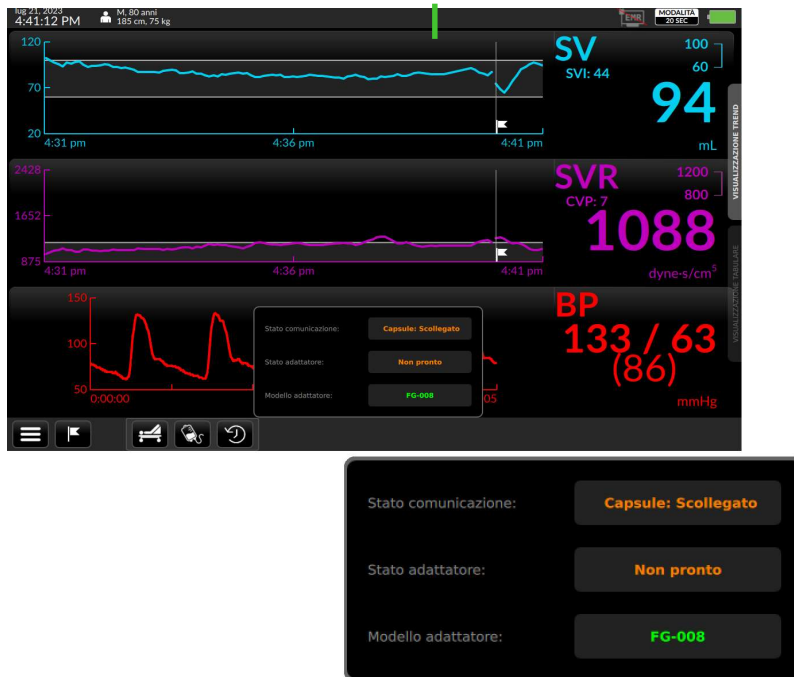 lug 21, 2023
4:41:12 PM
M, 80 anni
185 cm, 75 kg
EMR
MODALITÀ
20 SEC
120
70
20
4:31 pm
4:36 pm
4:41 pm
SV
SVI: 44
100
60
94
mL
VISUALIZZAZIONE TREND
2428
1652
875
4:31 pm
4:36 pm
4:41 pm
SVR
CVP: 7
1200
800
1088
dyne·s/cm⁵
VISUALIZZAZIONE TABULARE
150
100
50
0:00:00
05
BP
133 / 63
(86)
mmHg
Stato comunicazione: Capsule: Scollegato
Stato adattatore: Non pronto
Modello adattatore: FG-008
Stato comunicazione: Capsule: Scollegato
Stato adattatore: Non pronto
Modello adattatore: FG-008